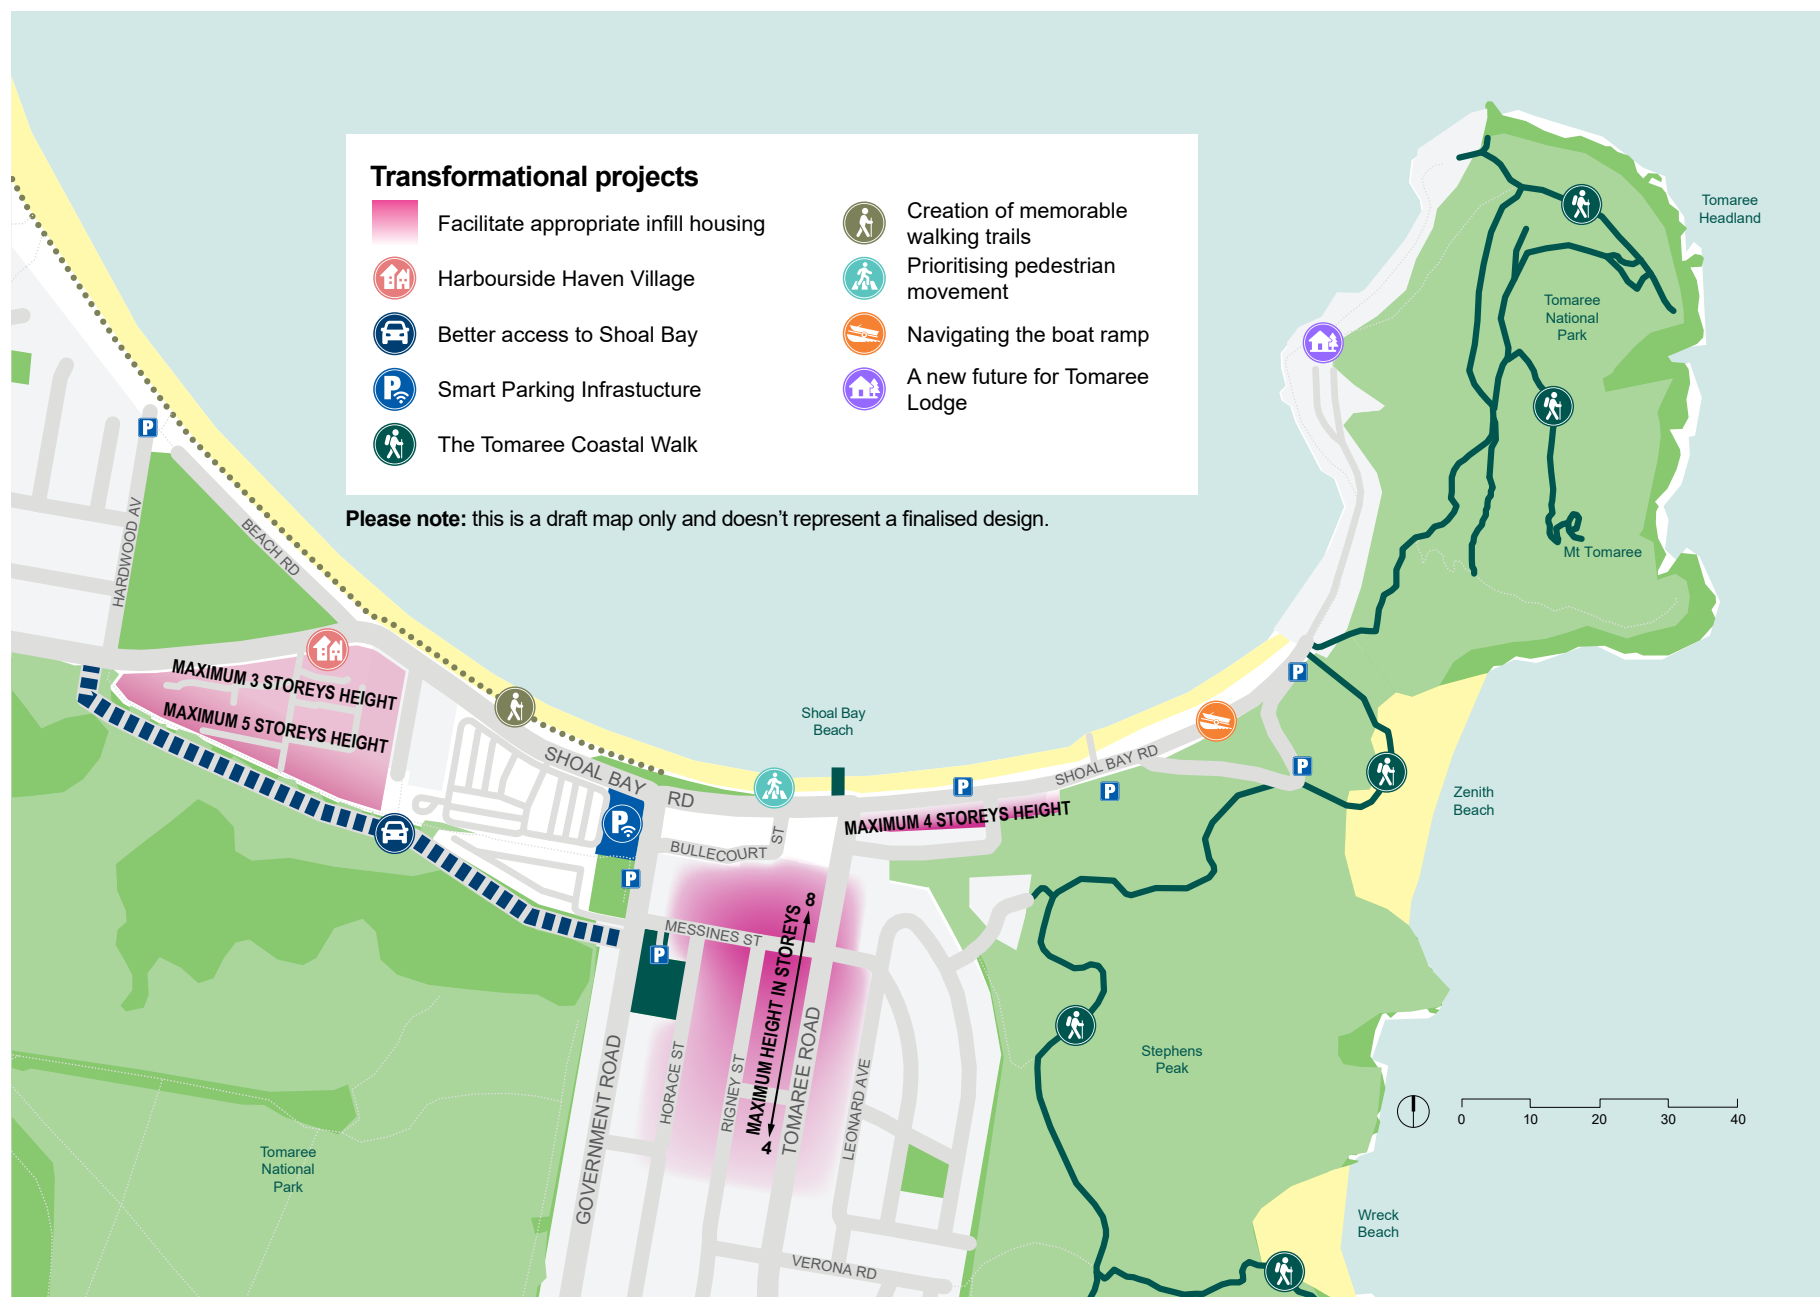 Transformational projects
Facilitate appropriate infill housing
Harbourside Haven Village
Better access to Shoal Bay
Smart Parking Infrastucture
The Tomaree Coastal Walk
Creation of memorable
walking trails
Prioritising pedestrian
movement
Navigating the boat ramp
A new future for Tomaree
Lodge
Please note: this is a draft map only and doesn't represent a finalised design.
Tomaree
Headland
Tomaree
National
Park
Mt Tomaree
P
HARDWOOD AV
BEACH RD
MAXIMUM 3 STOREYS HEIGHT
MAXIMUM 5 STOREYS HEIGHT
Shoal Bay
Beach
SHOAL BAY
RD
SHOAL BAY RD
P
P
P
P
Zenith
Beach
MAXIMUM 4 STOREYS HEIGHT
P
BULLECOURT
ST
P
MESSINES ST
P
8
MAXIMUM HEIGHT IN STOREYS
4
GOVERNMENT ROAD
HORACE ST
RIGNEY ST
TOMAREE ROAD
LEONARD AVE
Stephens
Peak
0 10 20 30 40
Tomaree
National
Park
Wreck
Beach
VERONA RD